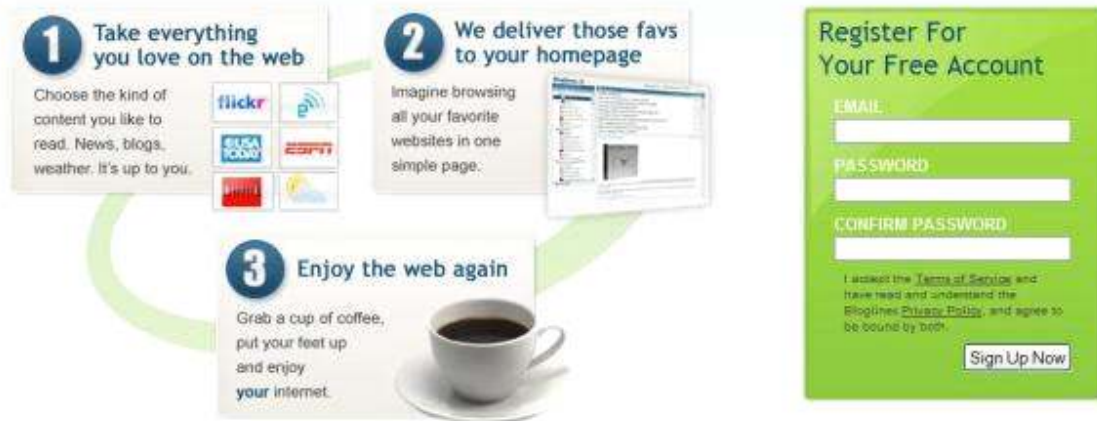 1
Take everything
you love on the web
Choose the kind of
content you like to
read. News, blogs,
weather. It's up to you.
flickr
USA
TODAY
ESPN
2
We deliver those favs
to your homepage
Imagine browsing
all your favorite
websites in one
simple page.
3
Enjoy the web again
Grab a cup of coffee,
put your feet up
and enjoy
your internet.
Register For
Your Free Account
EMAIL
PASSWORD
CONFIRM PASSWORD
I accept the Terms of Service and
have read and understand the
Bloglines Privacy Policy, and agree to
be bound by both.
Sign Up Now